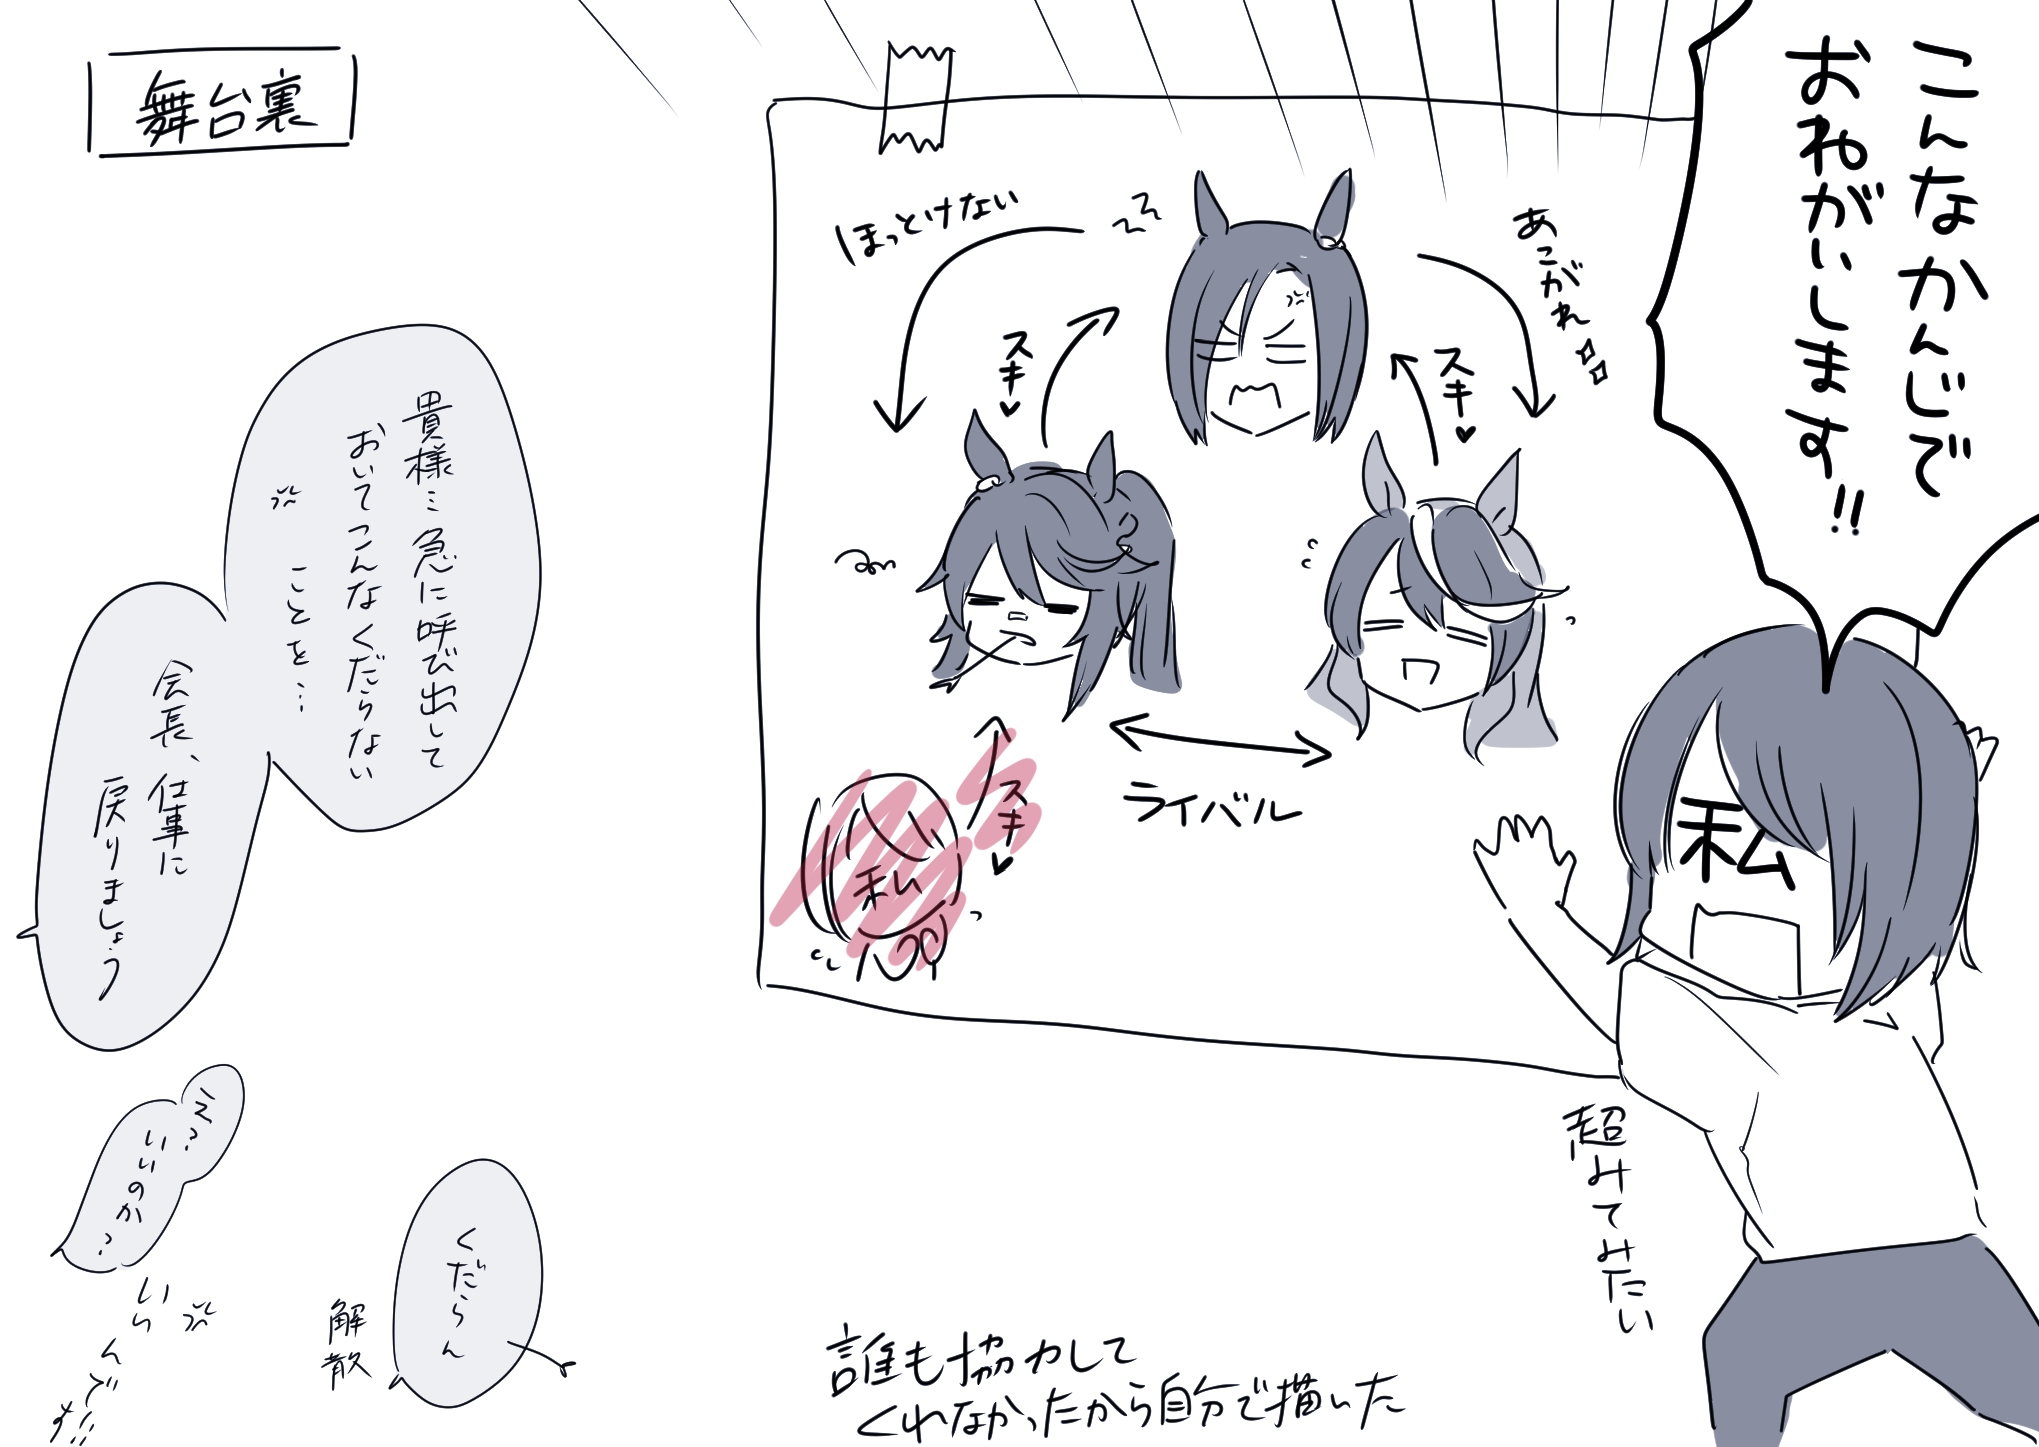 舞台裏
こんなかんじで
おねがいします!!
ほっとけない
あこがれ
スキ♥
スキ♥
ライバル
スキ♥
私
私
超みてみたい
貴様… 急に呼び出して
おいてこんなくだらない
ことを…
会長、仕事に
戻りましょう
え?
いいのか?
いらんです!!
くだらん
解散
誰も協力して
くれなかったから自分で描いた